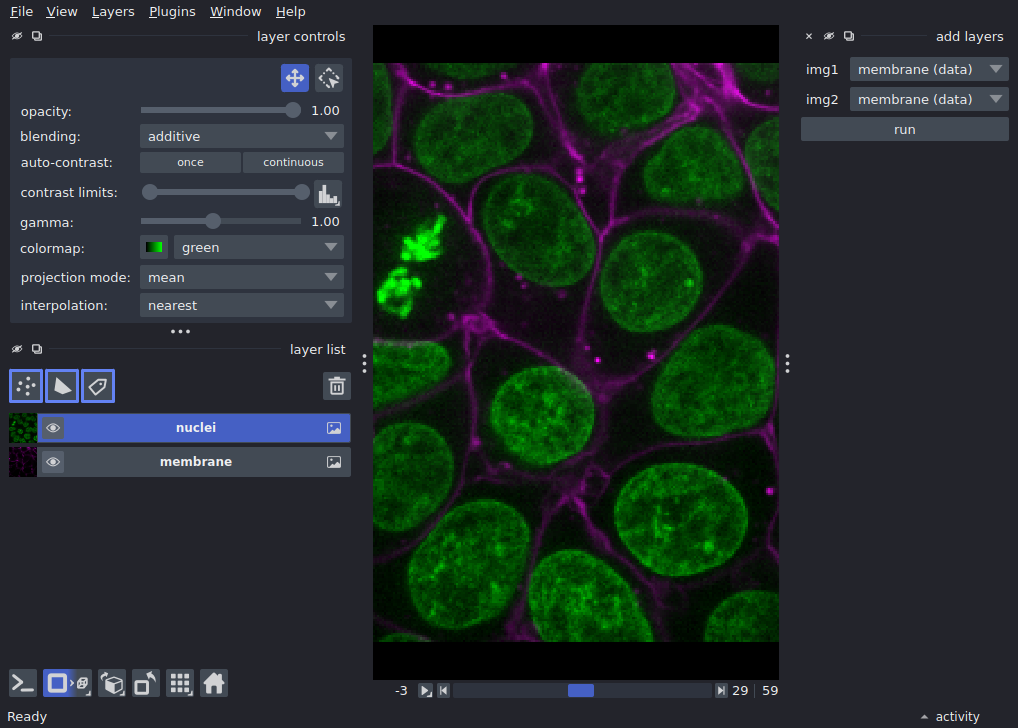 File View Layers Plugins Window Help
layer controls
opacity: 1.00
blending: additive
auto-contrast: once continuous
contrast limits:
gamma: 1.00
colormap: green
projection mode: mean
interpolation: nearest
layer list
nuclei
membrane
-3 29 59
add layers
img1 membrane (data)
img2 membrane (data)
run
Ready
activity